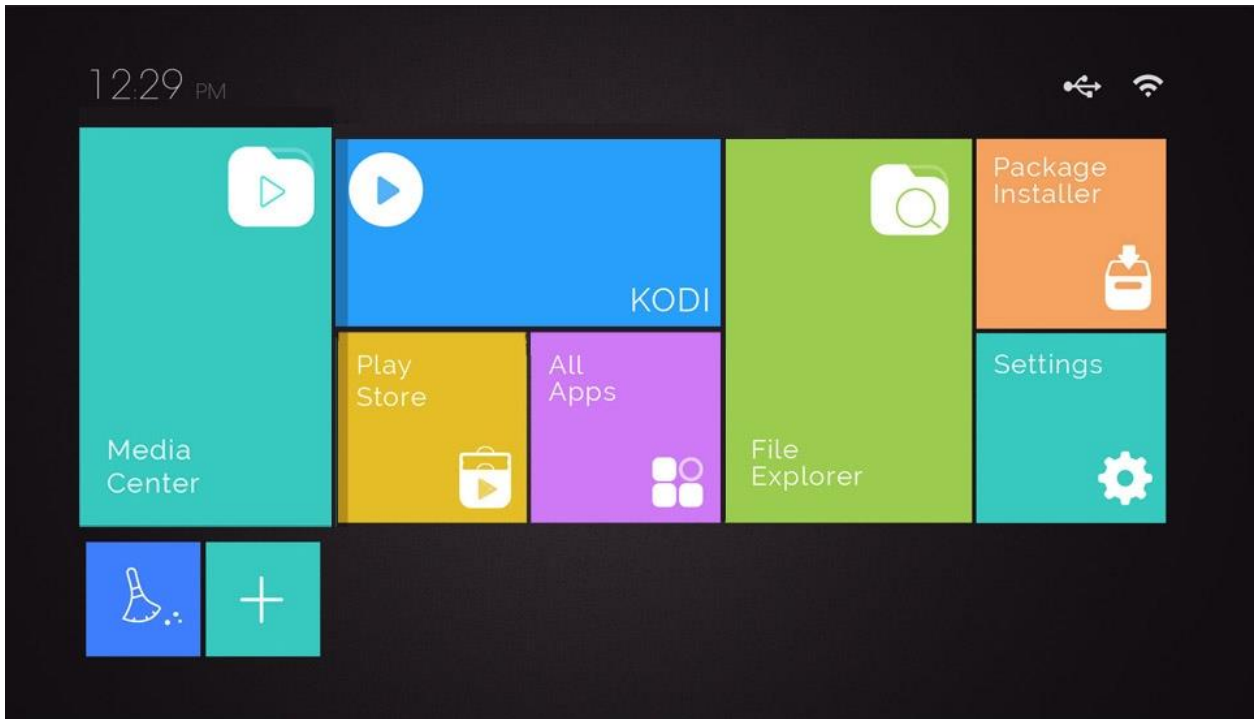 12:29 PM
Package
Installer
KODI
Play
Store
All
Apps
Settings
Media
Center
File
Explorer